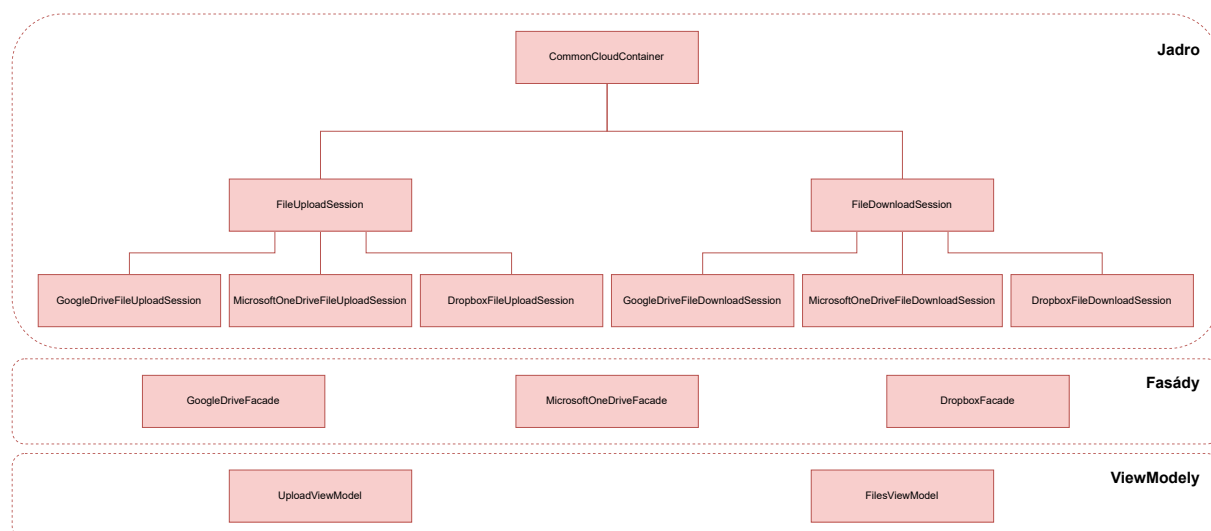 CommonCloudContainer
Jadro
FileUploadSession
FileDownloadSession
GoogleDriveFileUploadSession
MicrosoftOneDriveFileUploadSession
DropboxFileUploadSession
GoogleDriveFileDownloadSession
MicrosoftOneDriveFileDownloadSession
DropboxFileDownloadSession
Fasády
GoogleDriveFacade
MicrosoftOneDriveFacade
DropboxFacade
ViewModely
UploadViewModel
FilesViewModel